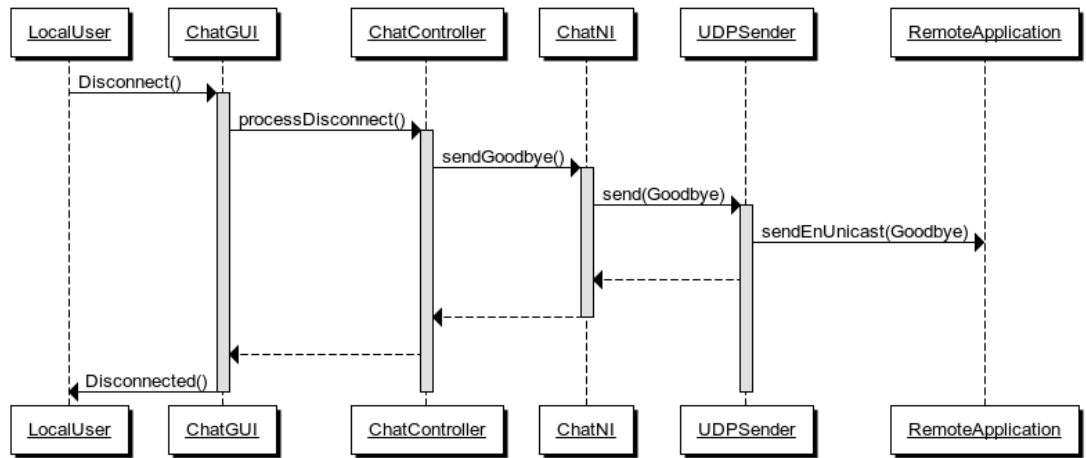 LocalUser
ChatGUI
ChatController
ChatNI
UDPSender
RemoteApplication
Disconnect()
processDisconnect()
sendGoodbye()
send(Goodbye)
sendEnUnicast(Goodbye)
Disconnected()
LocalUser
ChatGUI
ChatController
ChatNI
UDPSender
RemoteApplication